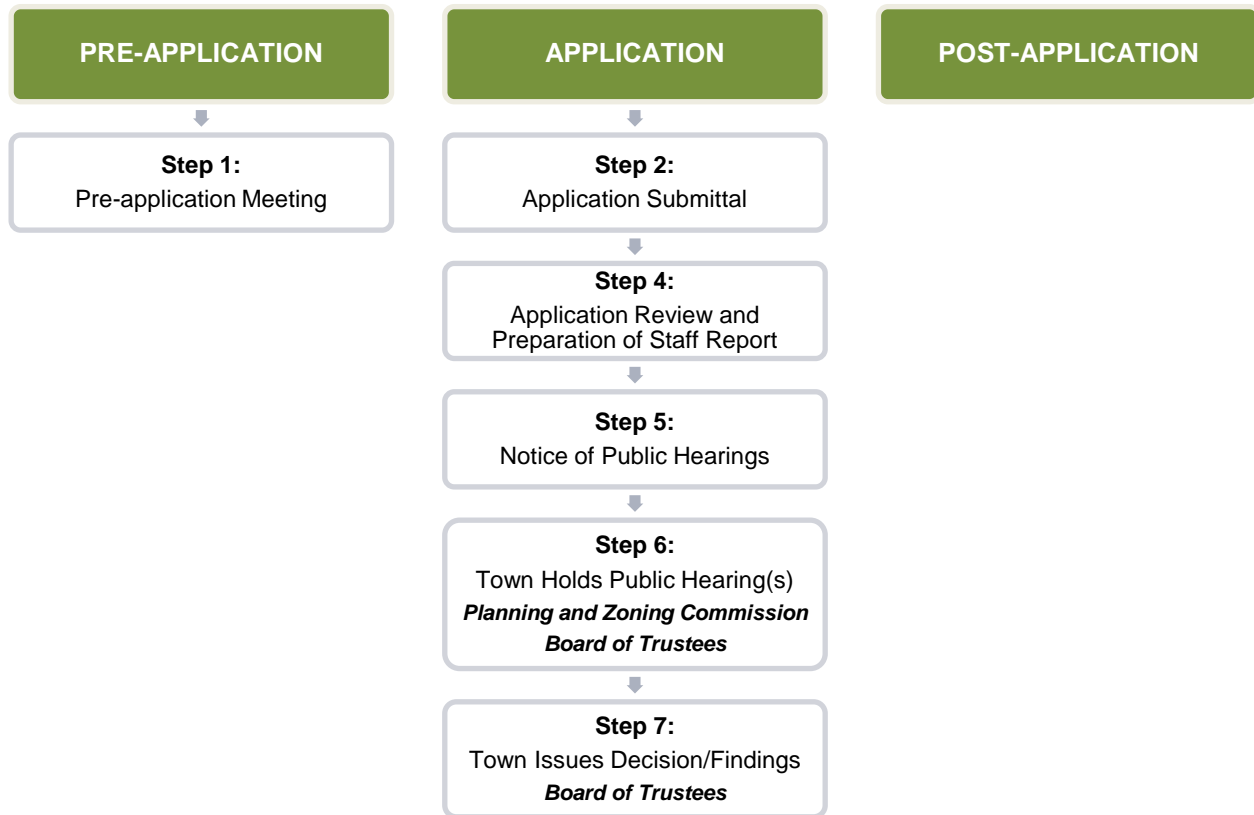 PRE-APPLICATION
APPLICATION
POST-APPLICATION
Step 1:
Pre-application Meeting
Step 2:
Application Submittal
Step 4:
Application Review and
Preparation of Staff Report
Step 5:
Notice of Public Hearings
Step 6:
Town Holds Public Hearing(s)
Planning and Zoning Commission
Board of Trustees
Step 7:
Town Issues Decision/Findings
Board of Trustees